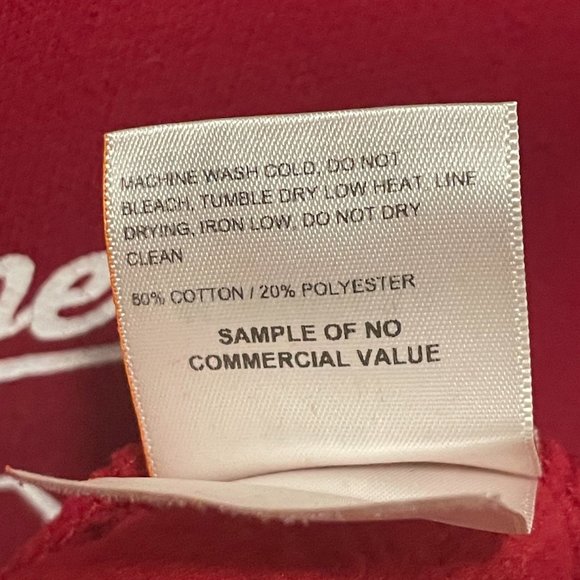 MACHINE WASH COLD, DO NOT
BLEACH, TUMBLE DRY LOW HEAT, LINE
DRYING, IRON LOW, DO NOT DRY
CLEAN
80% COTTON / 20% POLYESTER
SAMPLE OF NO
COMMERCIAL VALUE
ne